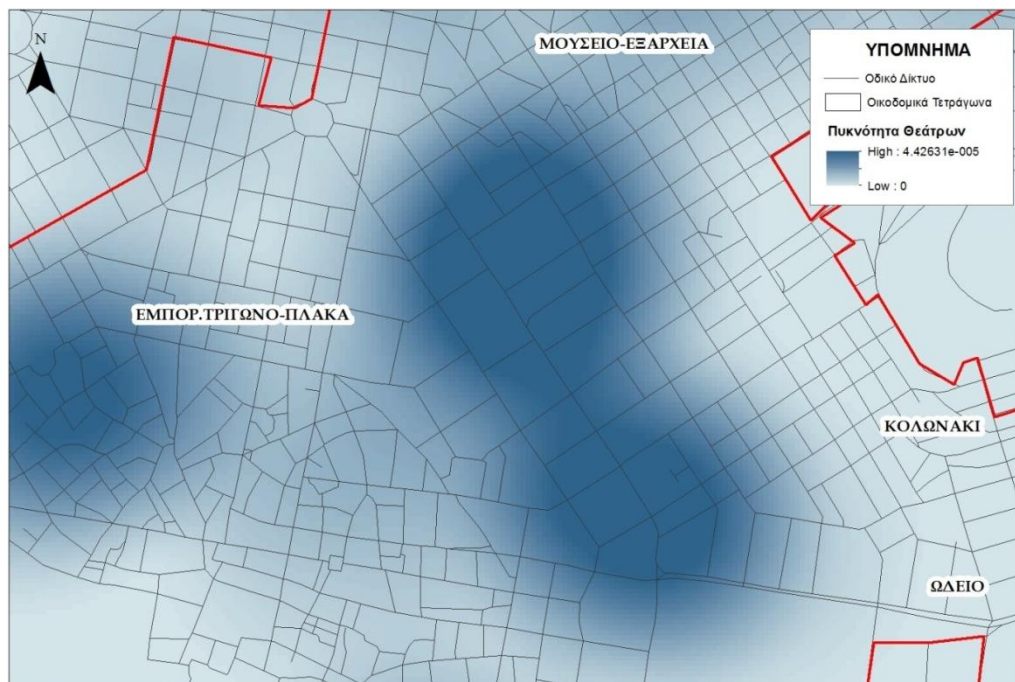 N
ΜΟΥΣΕΙΟ-ΕΞΑΡΧΕΙΑ
ΥΠΟΜΝΗΜΑ
Οδικό Δίκτυο
Οικοδομικά Τετράγωνα
Πυκνότητα Θεάτρων
High : 4.42631e-005
Low : 0
ΕΜΠΟΡ.ΤΡΙΓΩΝΟ-ΠΛΑΚΑ
ΚΟΛΩΝΑΚΙ
ΩΔΕΙΟ